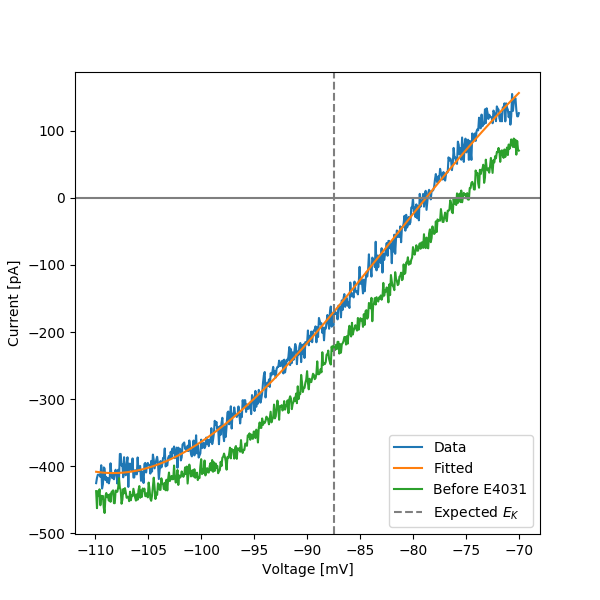 Current [pA]
100
0
−100
−200
−300
−400
−500
−110
−105
−100
−95
−90
−85
−80
−75
−70
Voltage [mV]
Data
Fitted
Before E4031
Expected E_K